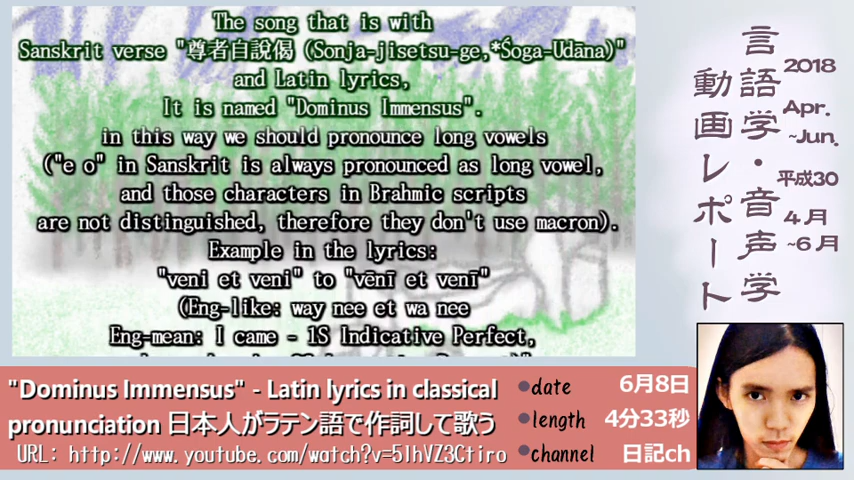 The song that is with
Sanskrit verse "尊者自說偈 (Sonja-jisetsu-ge,*Śoga-Udāna)"
and Latin lyrics,
It is named "Dominus Immensus".
in this way we should pronounce long vowels
("e o" in Sanskrit is always pronounced as long vowel,
and those characters in Brahmic scripts
are not distinguished, therefore they don't use macron).
Example in the lyrics:
"veni et veni" to "vēnī et venī"
(Eng-like: way nee et wa nee
Eng-mean: I came - 1S Indicative Perfect,
言語学・音声学
動画レポート
2018
Apr.
~Jun.
平成30
4月
~6月
"Dominus Immensus" - Latin lyrics in classical
pronunciation 日本人がラテン語で作詞して歌う
URL: http://www.youtube.com/watch?v=5IhVZ3Ctiro
●date 6月8日
●length 4分33秒
●channel 日記ch